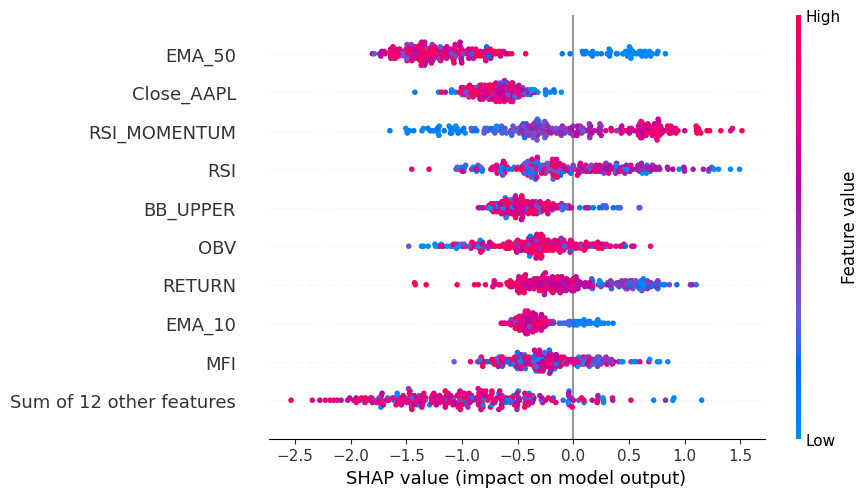 High
EMA_50
Close_AAPL
RSI_MOMENTUM
RSI
BB_UPPER
OBV
RETURN
EMA_10
MFI
Sum of 12 other features
Feature value
Low
−2.5 −2.0 −1.5 −1.0 −0.5 0.0 0.5 1.0 1.5
SHAP value (impact on model output)